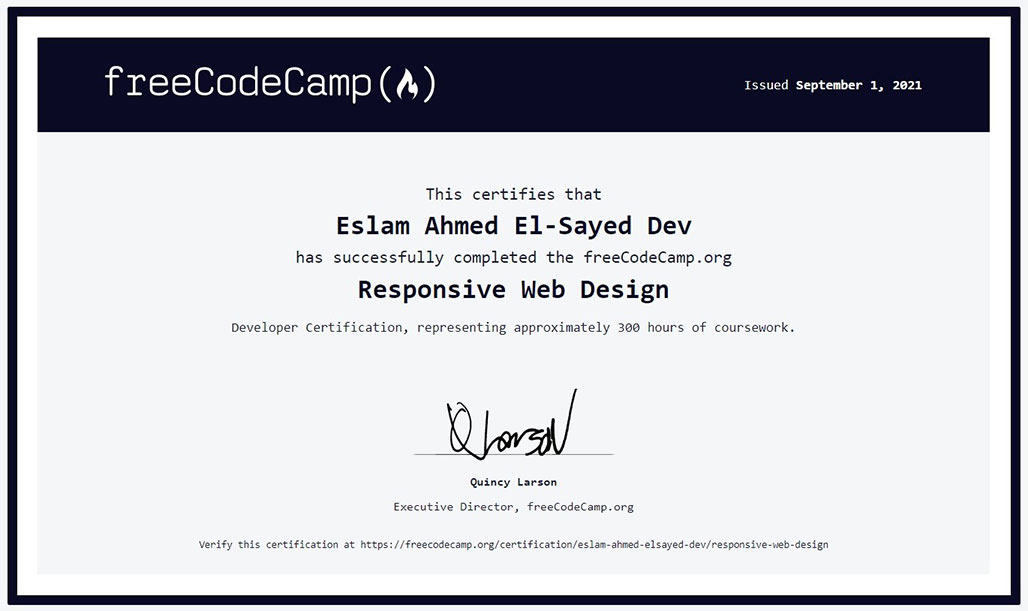 freeCodeCamp(🔥)
Issued September 1, 2021
This certifies that
Eslam Ahmed El-Sayed Dev
has successfully completed the freeCodeCamp.org
Responsive Web Design
Developer Certification, representing approximately 300 hours of coursework.
Q Larson
Quincy Larson
Executive Director, freeCodeCamp.org
Verify this certification at https://freecodecamp.org/certification/eslam-ahmed-elsayed-dev/responsive-web-design